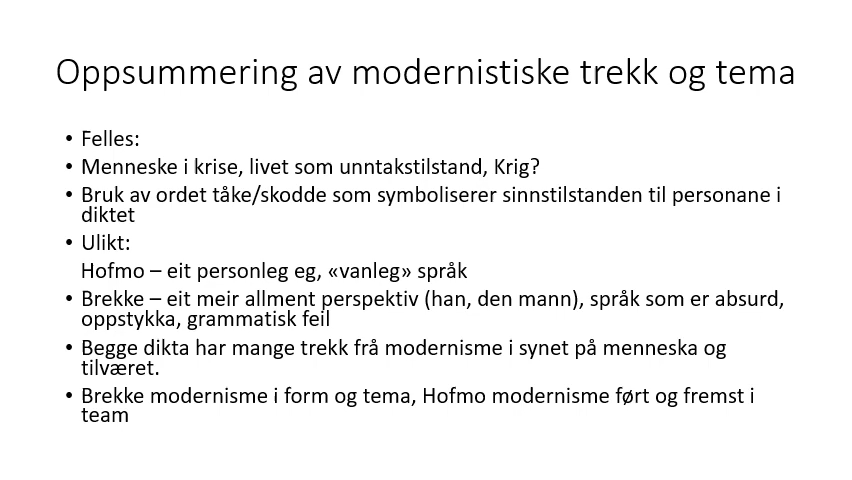 Oppsummering av modernistiske trekk og tema
• Felles:
• Menneske i krise, livet som unntakstilstand, Krig?
• Bruk av ordet tåke/skodde som symboliserer sinnstilstanden til personane i
diktet
• Ulikt:
Hofmo – eit personleg eg, «vanleg» språk
• Brekke – eit meir allment perspektiv (han, den mann), språk som er absurd,
oppstykka, grammatisk feil
• Begge dikta har mange trekk frå modernisme i synet på menneska og
tilværet.
• Brekke modernisme i form og tema, Hofmo modernisme ført og fremst i
team